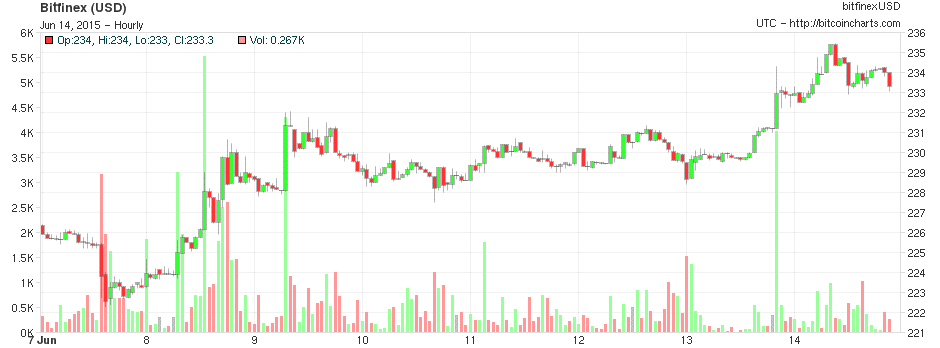 Bitfinex (USD)
bitfinexUSD
Jun 14, 2015 – Hourly
UTC – http://bitcoincharts.com
Op:234, Hi:234, Lo:233, Cl:233.3
Vol: 0.267K
6K
5.5K
5K
4.5K
4K
3.5K
3K
2.5K
2K
1.5K
1K
0.5K
0K
236
235
234
233
232
231
230
229
228
227
226
225
224
223
222
221
7 Jun
8
9
10
11
12
13
14